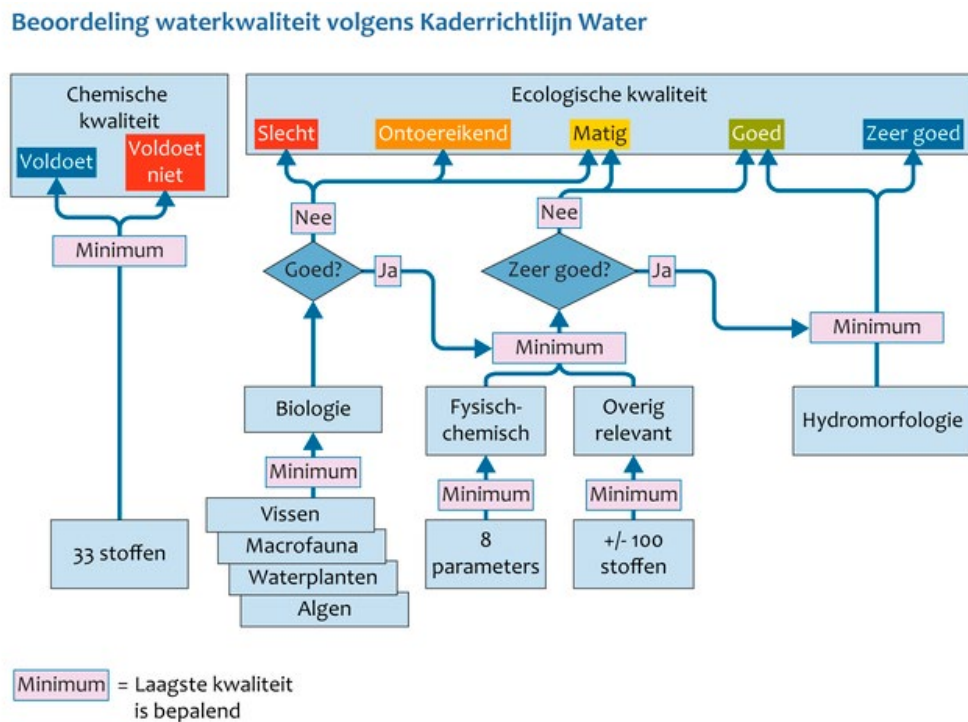 Beoordeling waterkwaliteit volgens Kaderrichtlijn Water
Chemische
kwaliteit
Voldoet
Voldoet
niet
Minimum
33 stoffen
Ecologische kwaliteit
Slecht
Ontoereikend
Matig
Goed
Zeer goed
Nee
Nee
Goed?
Ja
Zeer goed?
Ja
Minimum
Minimum
Biologie
Fysisch-
chemisch
Overig
relevant
Hydromorfologie
Minimum
Minimum
Minimum
Vissen
Macrofauna
Waterplanten
Algen
8
parameters
+/- 100
stoffen
Minimum = Laagste kwaliteit
is bepalend